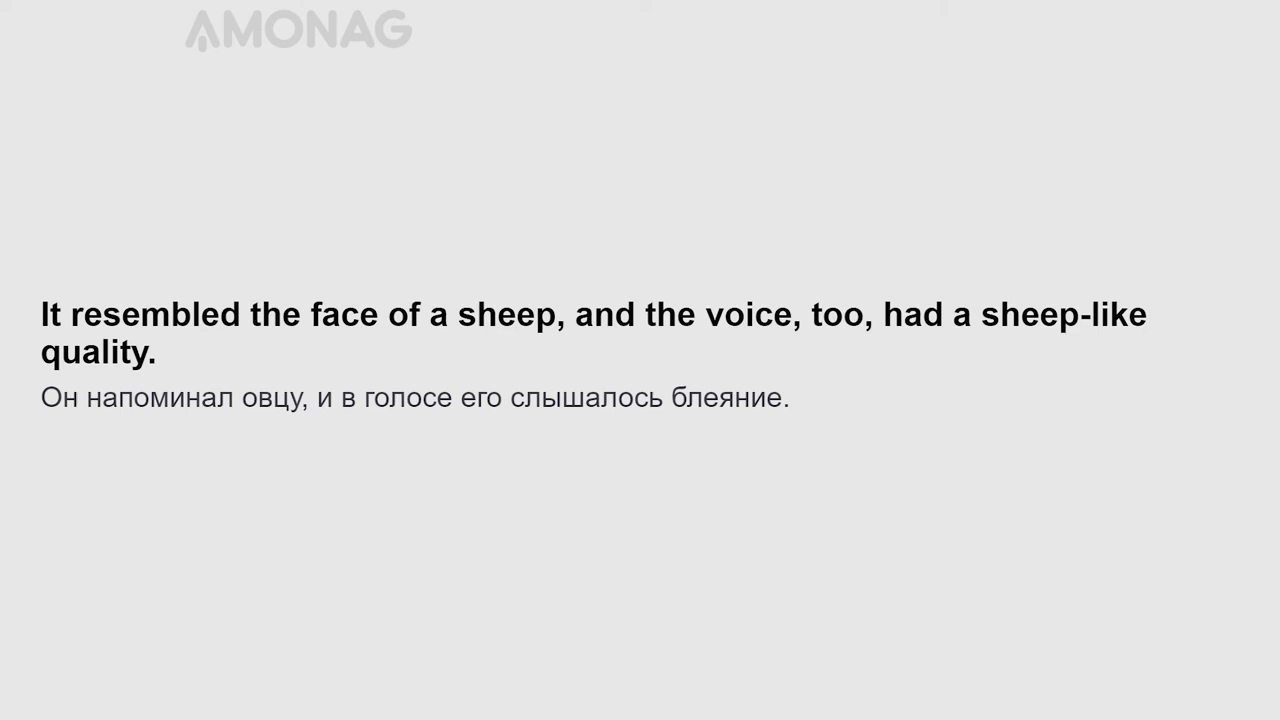 AMONAG
It resembled the face of a sheep, and the voice, too, had a sheep-like
quality.
Он напоминал овцу, и в голосе его слышалось блеяние.